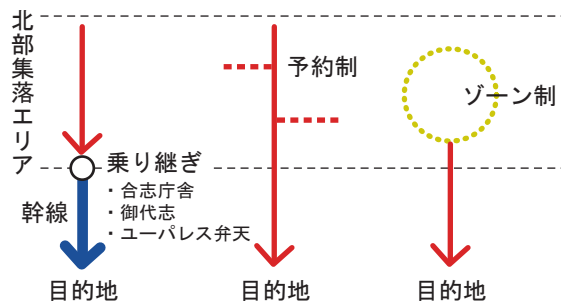 北部集落エリア
乗り継ぎ
・合志庁舎
・御代志
・ユーパレス弁天
幹線
目的地
予約制
目的地
ゾーン制
目的地